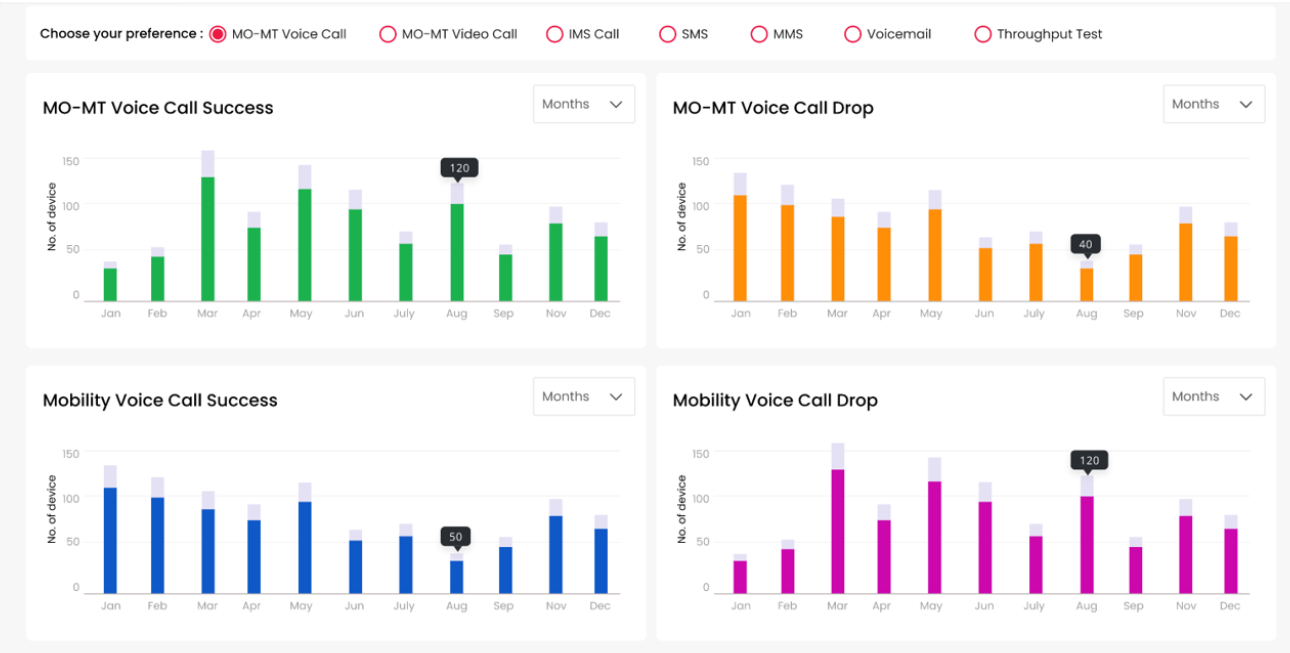 Choose your preference : MO-MT Voice Call MO-MT Video Call IMS Call SMS MMS Voicemail Throughput Test
MO-MT Voice Call Success
Months
No. of device
150
100
50
0
120
Jan Feb Mar Apr May Jun July Aug Sep Nov Dec
MO-MT Voice Call Drop
Months
No. of device
150
100
50
0
40
Jan Feb Mar Apr May Jun July Aug Sep Nov Dec
Mobility Voice Call Success
Months
No. of device
150
100
50
0
50
Jan Feb Mar Apr May Jun July Aug Sep Nov Dec
Mobility Voice Call Drop
Months
No. of device
150
100
50
0
120
Jan Feb Mar Apr May Jun July Aug Sep Nov Dec